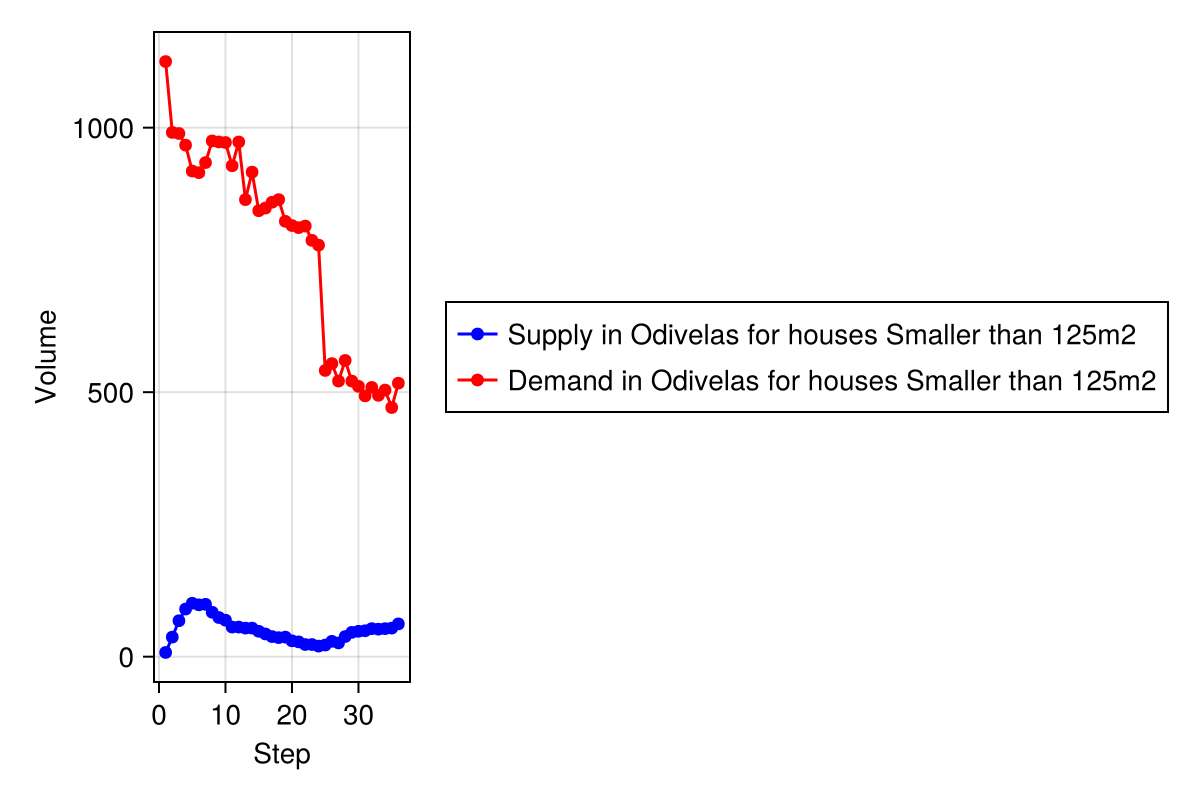 Volume
1000
500
0
0 10 20 30
Step
Supply in Odivelas for houses Smaller than 125m2
Demand in Odivelas for houses Smaller than 125m2